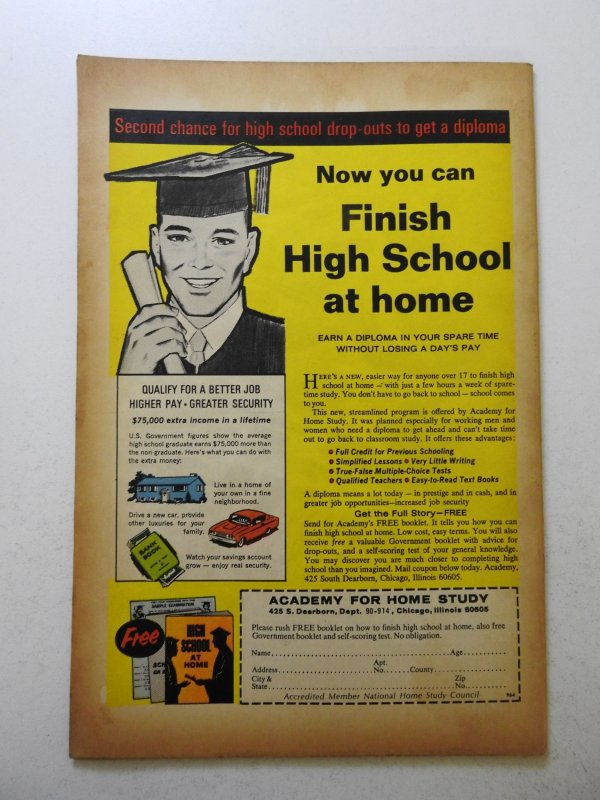 Second chance for high school drop-outs to get a diploma
Now you can
Finish
High School
at home
EARN A DIPLOMA IN YOUR SPARE TIME
WITHOUT LOSING A DAY'S PAY
QUALIFY FOR A BETTER JOB
HIGHER PAY • GREATER SECURITY
$75,000 extra income in a lifetime
U.S. Government figures show the average
high school graduate earns $75,000 more than
the non-graduate. Here's what you can do with
the extra money:
Live in a home of
your own in a fine
neighborhood.
Drive a new car, provide
other luxuries for your
family.
BANK
BOOK
Watch your savings account
grow — enjoy real security.
HERE'S A NEW, easier way for anyone over 17 to finish high
school at home — with just a few hours a week of spare-
time study. You don't have to go back to school — school comes
to you.
This new, streamlined program is offered by Academy for
Home Study. It was planned especially for working men and
women who need a diploma to get ahead and can't take time
out to go back to classroom study. It offers these advantages:
• Full Credit for Previous Schooling
• Simplified Lessons • Very Little Writing
• True-False Multiple-Choice Tests
• Qualified Teachers • Easy-to-Read Text Books
A diploma means a lot today — in prestige and in cash, and in
greater job opportunities—increased job security
Get the Full Story—FREE
Send for Academy's FREE booklet. It tells you how you can
finish high school at home. Low cost, easy terms. You will also
receive free a valuable Government booklet with advice for
drop-outs, and a self-scoring test of your general knowledge.
You may discover you are much closer to completing high
school than you imagined. Mail coupon below today. Academy,
425 South Dearborn, Chicago, Illinois 60605.
Free
SAMPLE EXAMINATION
HIGH
SCHOOL
AT
HOME
ACADEMY FOR HOME STUDY
425 S. Dearborn, Dept. 90-914, Chicago, Illinois 60605
Please rush FREE booklet on how to finish high school at home, also free
Government booklet and self-scoring test. No obligation.
Name Age
Address Apt. No. County
City & State Zip No.
Accredited Member National Home Study Council 964